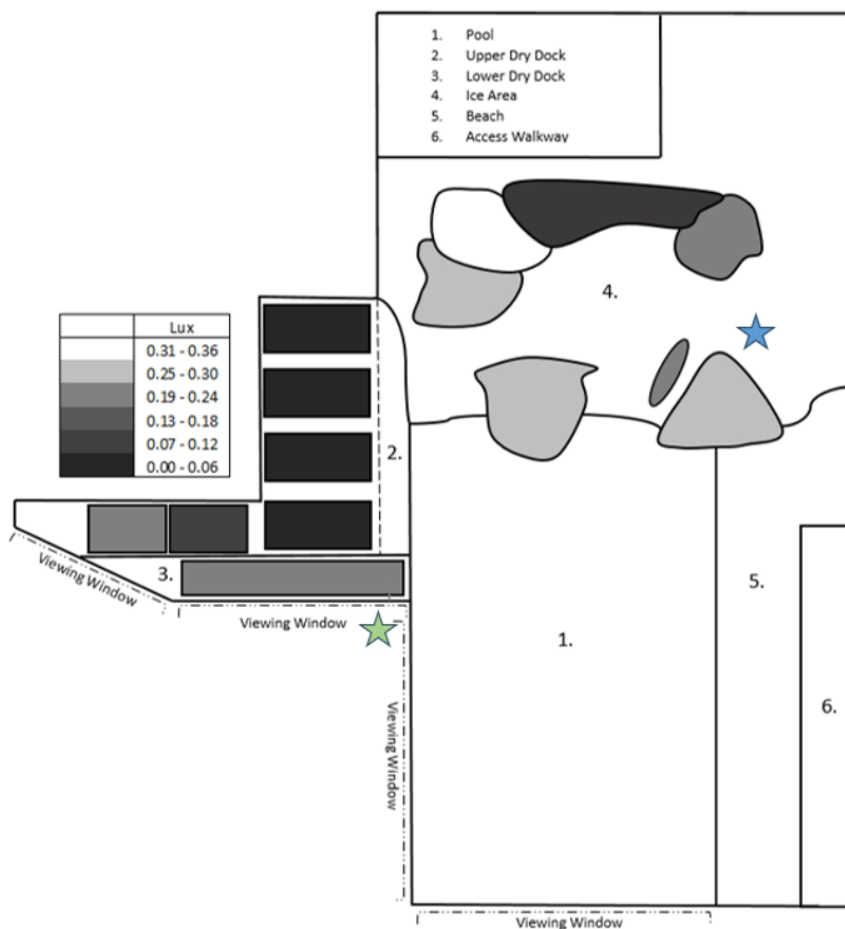 1. Pool
2. Upper Dry Dock
3. Lower Dry Dock
4. Ice Area
5. Beach
6. Access Walkway
4.
Lux
0.31 - 0.36
0.25 - 0.30
0.19 - 0.24
0.13 - 0.18
0.07 - 0.12
0.00 - 0.06
2.
Viewing Window
3.
Viewing Window
5.
1.
6.
Viewing Window
Viewing Window